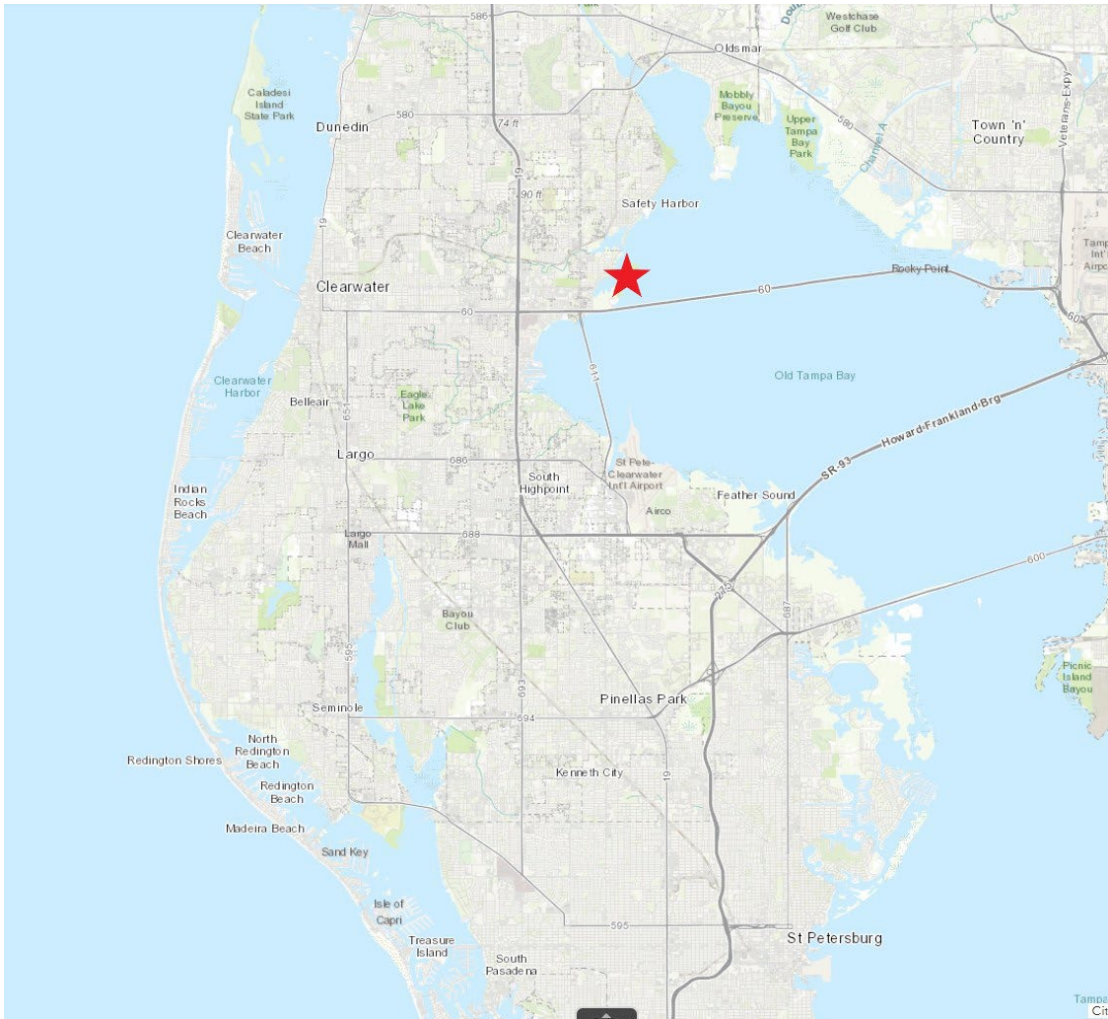 586
Westchase
Golf Club
Oldsmar
Caladesi
Island
State Park
Mobbly
Bayou
Preserve
Veterans-Expy
Dunedin
580
74 ft
Upper
Tampa
Bay
Park
580
Town 'n'
Country
Channel A
19
90 ft
Safety Harbor
19
Clearwater
Beach
Rocky Point
Clearwater
60
60
60
611
Clearwater
Harbor
Old Tampa Bay
Eagle
Lake
Park
Belleair
651
Howard-Frankland-Brg
SR-93
Largo
686
St Pete-
Clearwater
Int'l Airport
South
Highpoint
Indian
Rocks
Beach
Feather Sound
Airco
Largo
Mall
688
600
275
687
Bayou
Club
595
693
Picnic
Island
Bayou
Pinellas Park
Seminole
694
North
Redington
Beach
Redington Shores
19
Kenneth City
Redington
Beach
Madeira Beach
Sand Key
Isle of
Capri
595
St Petersburg
Treasure
Island
South
Pasadena